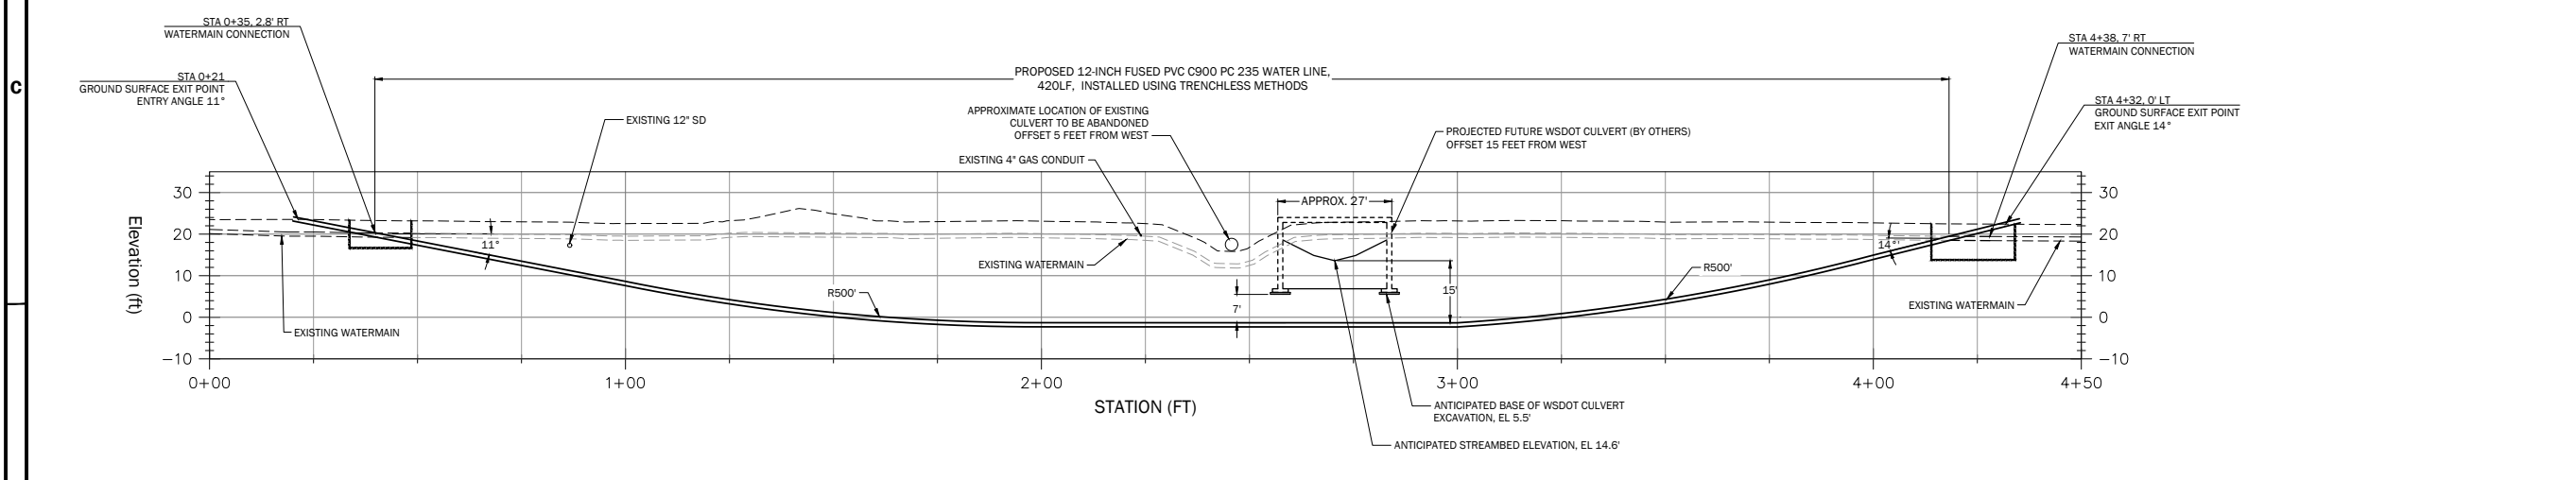 C
STA 0+35, 2.8' RT
WATERMAIN CONNECTION
STA 0+21
GROUND SURFACE EXIT POINT
ENTRY ANGLE 11°
EXISTING 12" SD
PROPOSED 12-INCH FUSED PVC C900 PC 235 WATER LINE,
420LF, INSTALLED USING TRENCHLESS METHODS
APPROXIMATE LOCATION OF EXISTING
CULVERT TO BE ABANDONED
OFFSET 5 FEET FROM WEST
EXISTING 4" GAS CONDUIT
PROJECTED FUTURE WSDOT CULVERT (BY OTHERS)
OFFSET 15 FEET FROM WEST
STA 4+38, 7' RT
WATERMAIN CONNECTION
STA 4+32, 0' LT
GROUND SURFACE EXIT POINT
EXIT ANGLE 14°
APPROX. 27'
Elevation (ft)
30
20
10
0
-10
30
20
10
0
-10
11°
14°'
EXISTING WATERMAIN
EXISTING WATERMAIN
EXISTING WATERMAIN
R500'
R500'
7'
15'
0+00
1+00
2+00
3+00
4+00
4+50
STATION (FT)
ANTICIPATED BASE OF WSDOT CULVERT
EXCAVATION, EL 5.5'
ANTICIPATED STREAMBED ELEVATION, EL 14.6'